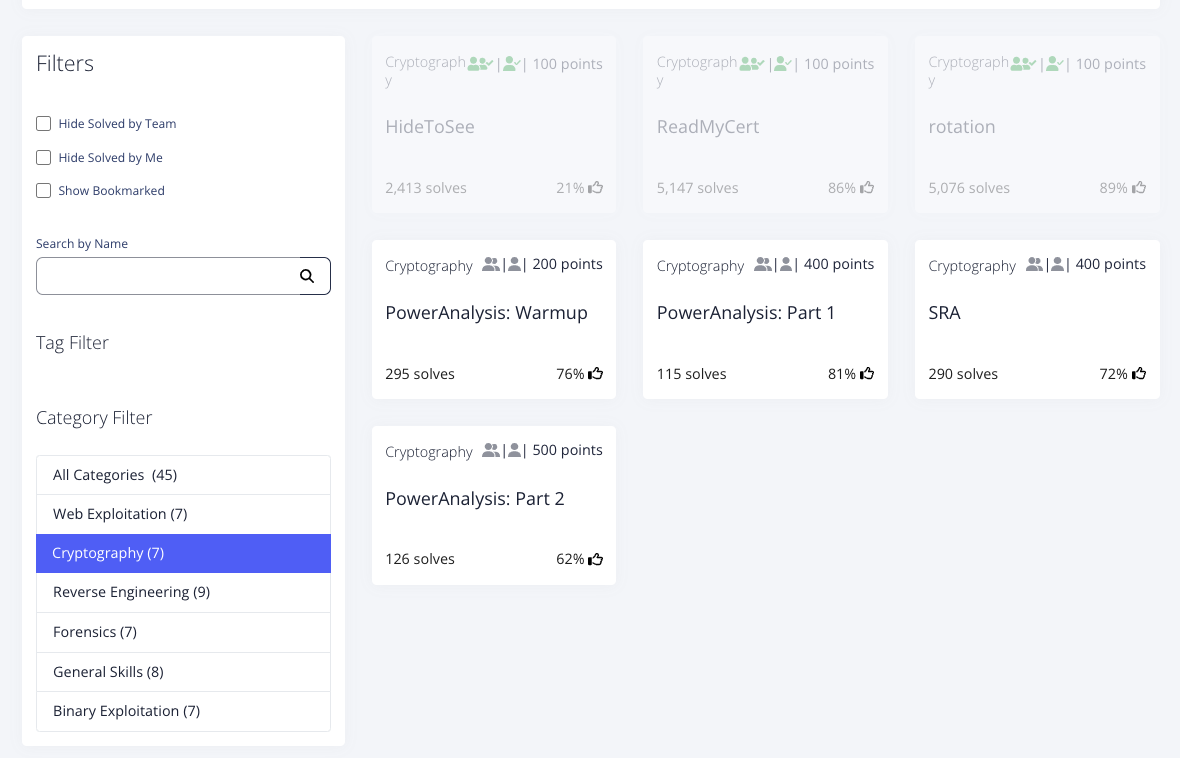 Filters
Hide Solved by Team
Hide Solved by Me
Show Bookmarked
Search by Name
Tag Filter
Category Filter
All Categories (45)
Web Exploitation (7)
Cryptography (7)
Reverse Engineering (9)
Forensics (7)
General Skills (8)
Binary Exploitation (7)
Cryptograph | | 100 points
y
HideToSee
2,413 solves 21%
Cryptograph | | 100 points
y
ReadMyCert
5,147 solves 86%
Cryptograph | | 100 points
y
rotation
5,076 solves 89%
Cryptography | | 200 points
PowerAnalysis: Warmup
295 solves 76%
Cryptography | | 400 points
PowerAnalysis: Part 1
115 solves 81%
Cryptography | | 400 points
SRA
290 solves 72%
Cryptography | | 500 points
PowerAnalysis: Part 2
126 solves 62%